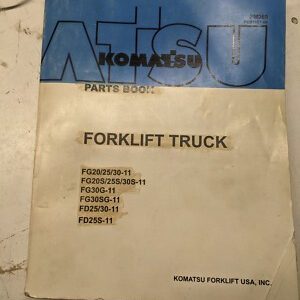 ATSU
KOMATSU
PARTS BOOK
FORKLIFT TRUCK
FG20/25/30-11
FG20S/25S/30S-11
FG30G-11
FG30SG-11
FD25/30-11
FD25S-11
KOMATSU FORKLIFT USA, INC.